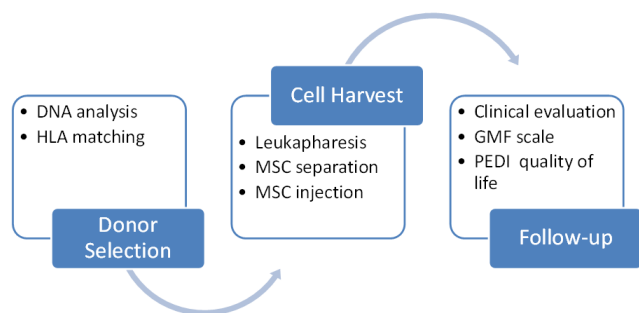 • DNA analysis
• HLA matching
Donor
Selection
Cell Harvest
• Leukapharesis
• MSC separation
• MSC injection
• Clinical evaluation
• GMF scale
• PEDI quality of
life
Follow-up